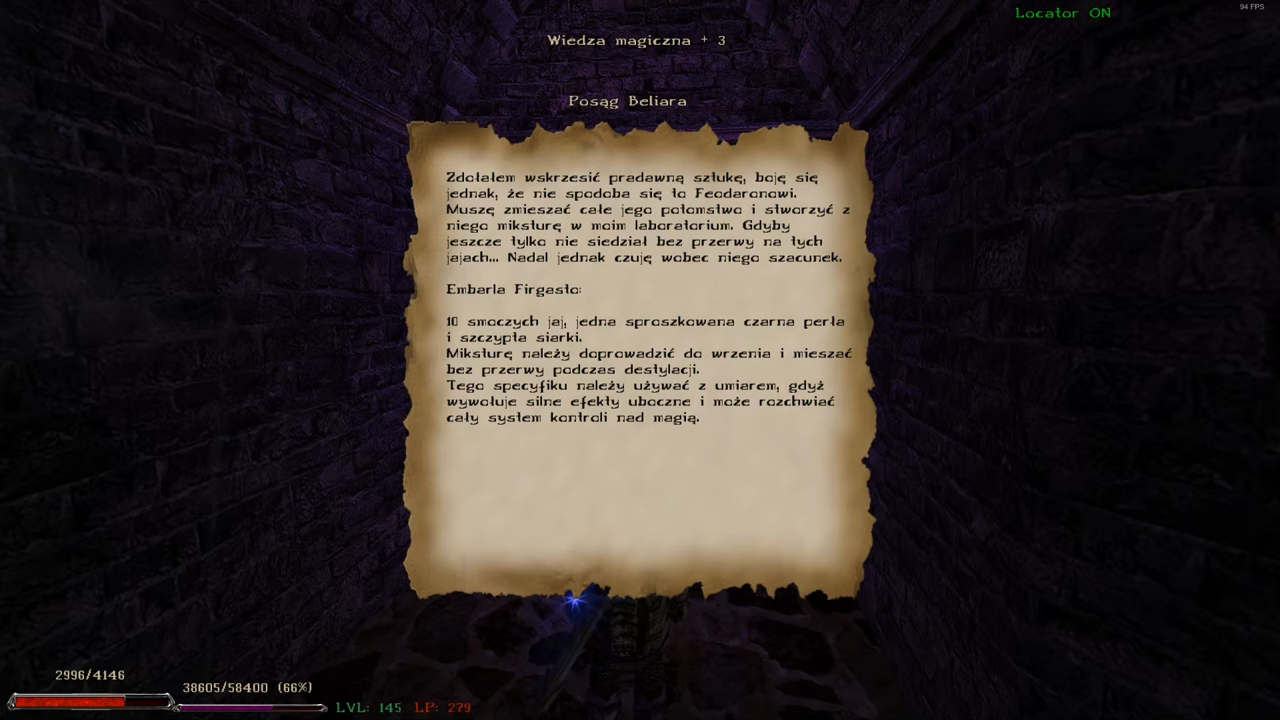 Locator ON
94 FPS
Wiedza magiczna + 3
Posąg Beliara
Zdołałem wskrzesić pradawną sztukę, boję się
jednak, że nie spodoba się to Feodaronowi.
Muszę zmieszać całe jego potomstwo i stworzyć z
niego miksturę w moim laboratorium. Gdyby
jeszcze tylko nie siedział bez przerwy na tych
jajach... Nadal jednak czuję wobec niego szacunek.
Embarla Firgasto:
10 smoczych jaj, jedna sproszkowana czarna perła
i szczypta siarki.
Miksturę należy doprowadzić do wrzenia i mieszać
bez przerwy podczas destylacji.
Tego specyfiku należy używać z umiarem, gdyż
wywołuje silne efekty uboczne i może rozchwiać
cały system kontroli nad magią.
2996/4146
38605/58400 (66%)
LVL: 145 LP: 279